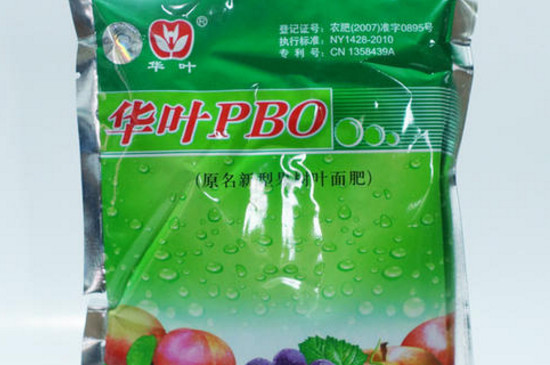 华叶
®
登记证号：农肥(2007)准字0895号
执行标准：NY1428-2010
专利号：CN 1358439A
华叶PBO
（原名新型果树叶面肥）